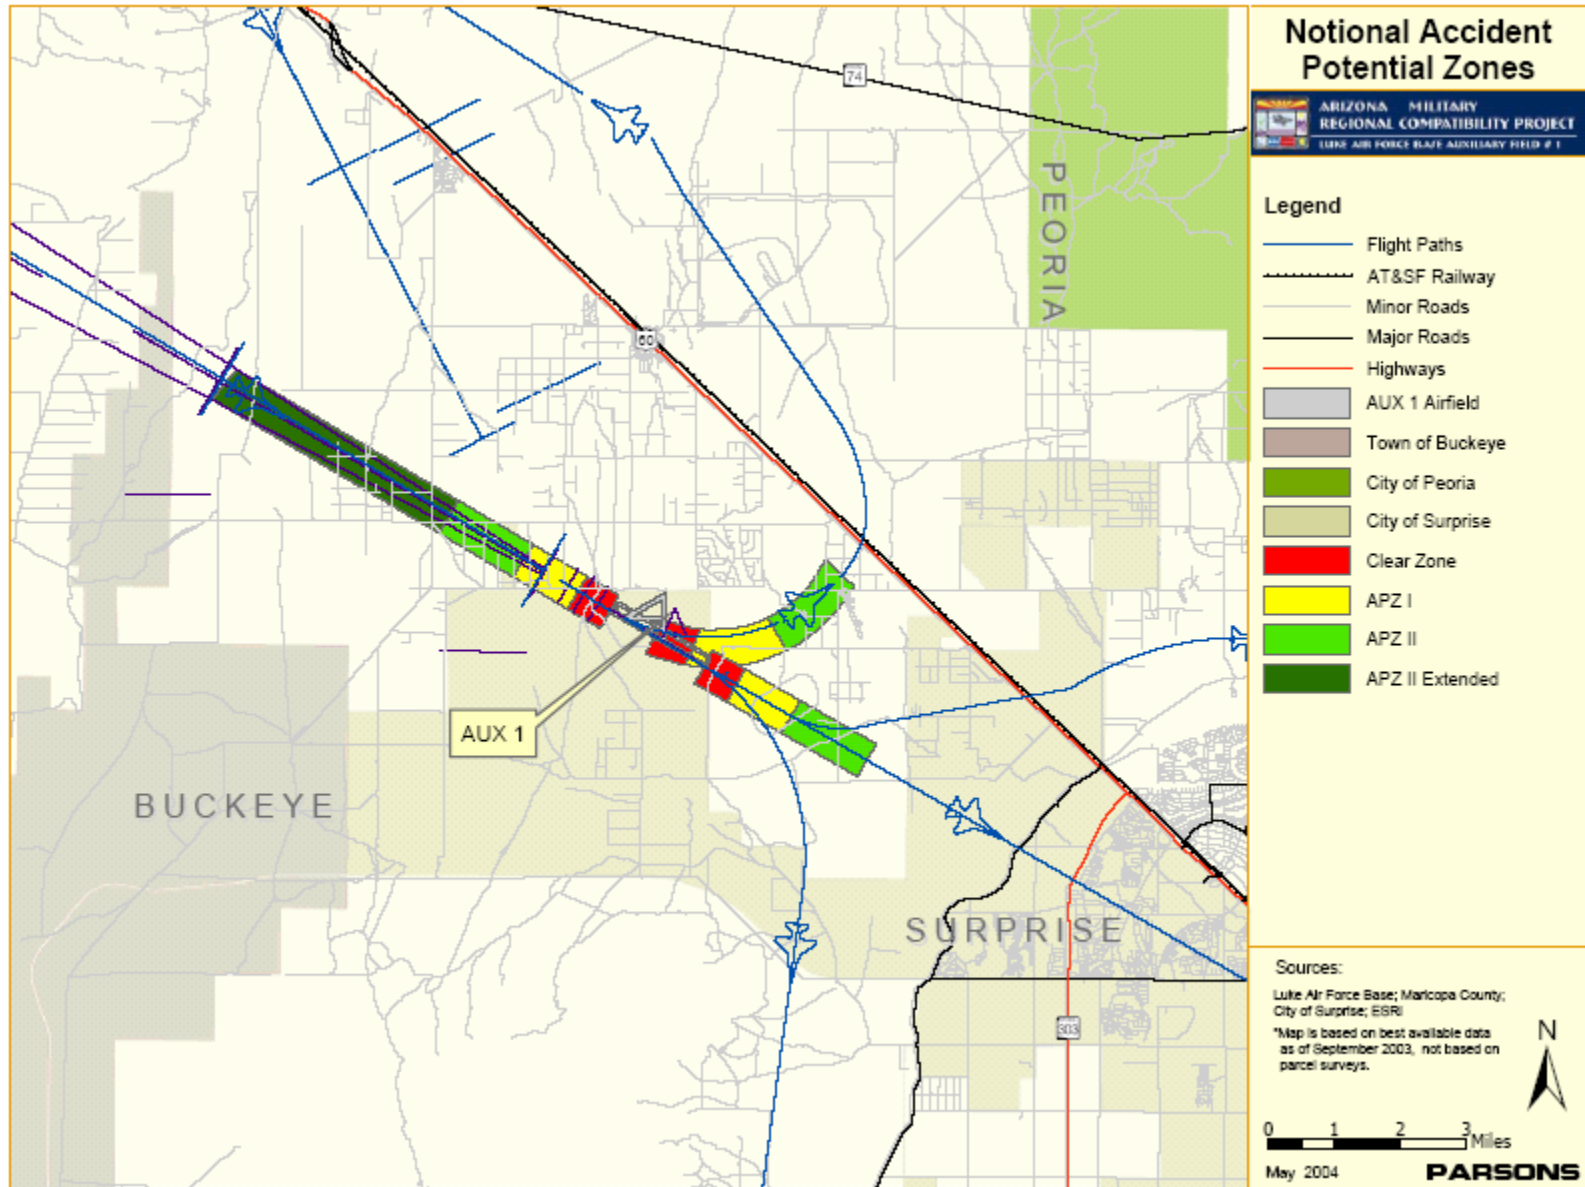 Notional Accident
Potential Zones
ARIZONA MILITARY
REGIONAL COMPATIBILITY PROJECT
LUKE AIR FORCE BASE AUXILIARY FIELD # 1
Legend
Flight Paths
AT&SF Railway
Minor Roads
Major Roads
Highways
AUX 1 Airfield
Town of Buckeye
City of Peoria
City of Surprise
Clear Zone
APZ I
APZ II
APZ II Extended
74
PEORIA
60
AUX 1
BUCKEYE
SURPRISE
303
Sources:
Luke Air Force Base; Maricopa County;
City of Surprise; ESRI
*Map is based on best available data
as of September 2003, not based on
parcel surveys.
N
0 1 2 3 Miles
May 2004
PARSONS